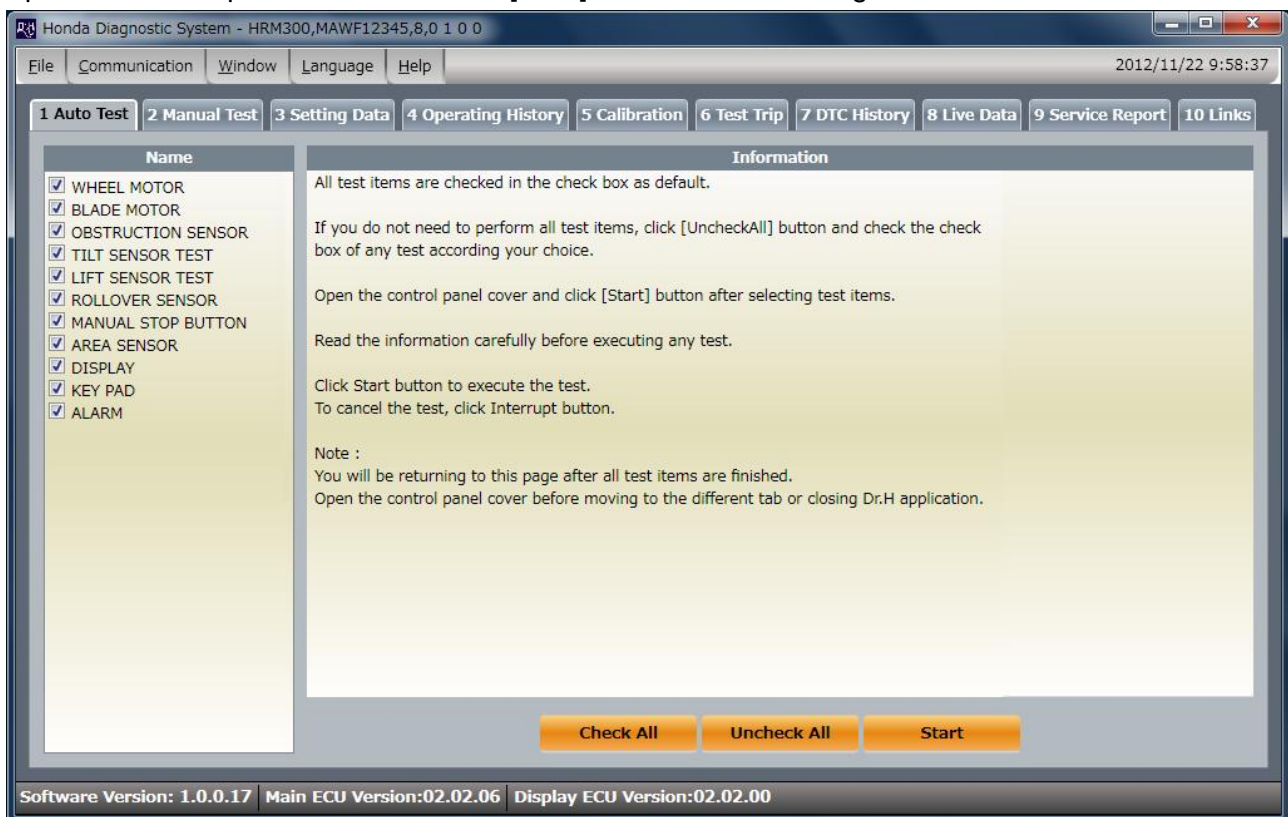 Honda Diagnostic System - HRM300,MAWF12345,8,0 1 0 0
File Communication Window Language Help 2012/11/22 9:58:37
1 Auto Test 2 Manual Test 3 Setting Data 4 Operating History 5 Calibration 6 Test Trip 7 DTC History 8 Live Data 9 Service Report 10 Links
Name
WHEEL MOTOR
BLADE MOTOR
OBSTRUCTION SENSOR
TILT SENSOR TEST
LIFT SENSOR TEST
ROLLOVER SENSOR
MANUAL STOP BUTTON
AREA SENSOR
DISPLAY
KEY PAD
ALARM
Information
All test items are checked in the check box as default.
If you do not need to perform all test items, click [UncheckAll] button and check the check
box of any test according your choice.
Open the control panel cover and click [Start] button after selecting test items.
Read the information carefully before executing any test.
Click Start button to execute the test.
To cancel the test, click Interrupt button.
Note :
You will be returning to this page after all test items are finished.
Open the control panel cover before moving to the different tab or closing Dr.H application.
Check All Uncheck All Start
Software Version: 1.0.0.17 Main ECU Version:02.02.06 Display ECU Version:02.02.00